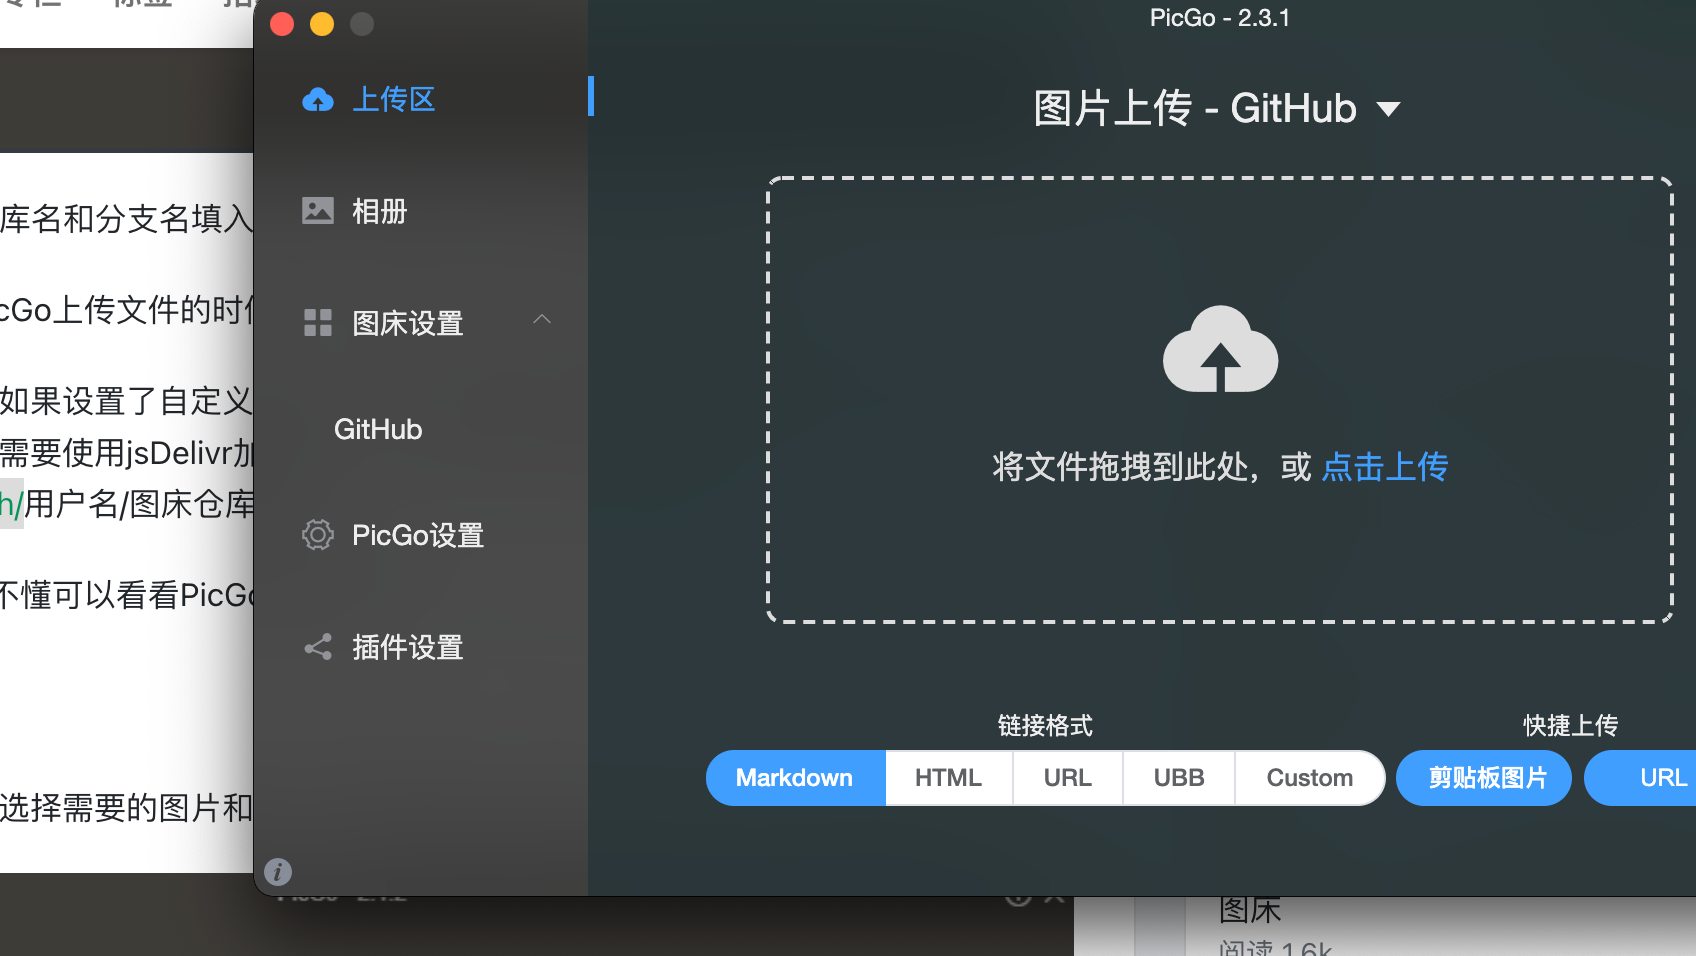 PicGo - 2.3.1
上传区
图片上传 - GitHub
相册
库名和分支名填入
cGo上传文件的时
图床设置
如果设置了自定义
GitHub
需要使用jsDelivr加
将文件拖拽到此处，或 点击上传
h/用户名/图床仓库
PicGo设置
不懂可以看看PicGo
插件设置
链接格式
快捷上传
Markdown
HTML
URL
UBB
Custom
剪贴板图片
URL
选择需要的图片和
图床
阅读 1.6k